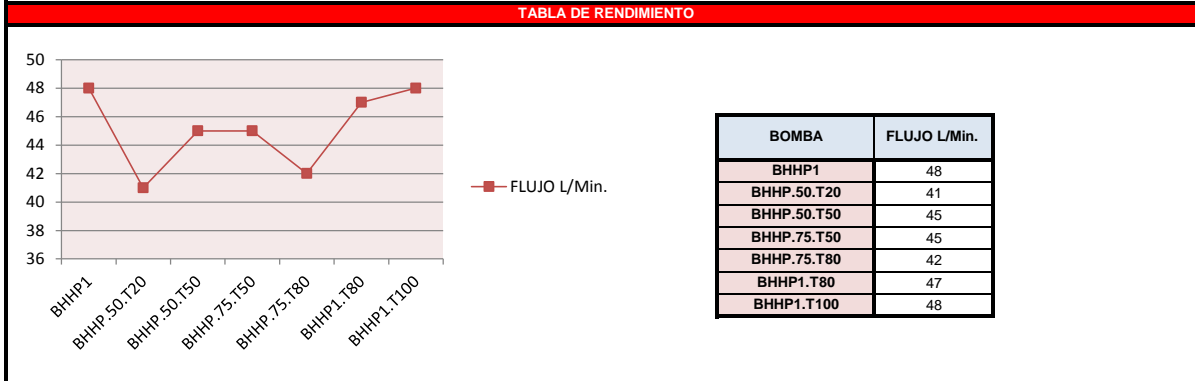 TABLA DE RENDIMIENTO
50
48
46
44
42
40
38
36
BHHP1
BHHP.50.T20
BHHP.50.T50
BHHP.75.T50
BHHP.75.T80
BHHP1.T80
BHHP1.T100
FLUJO L/Min.
BOMBA FLUJO L/Min.
BHHP1 48
BHHP.50.T20 41
BHHP.50.T50 45
BHHP.75.T50 45
BHHP.75.T80 42
BHHP1.T80 47
BHHP1.T100 48